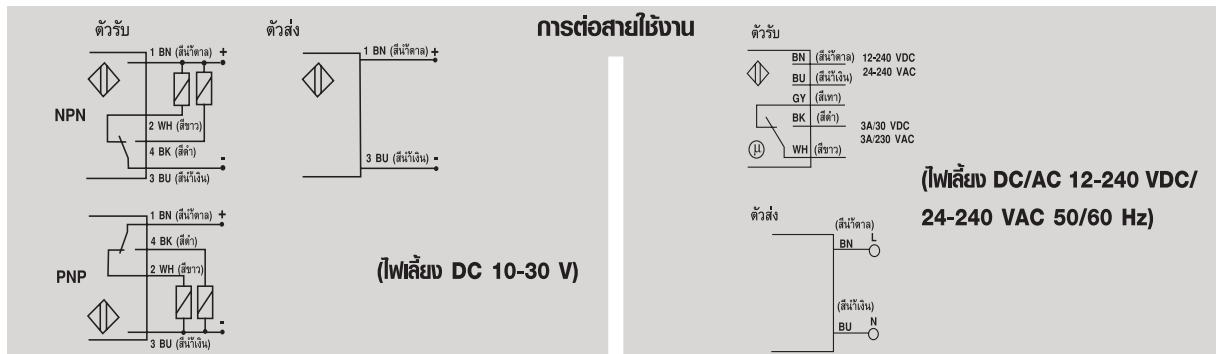 การต่อสายใช้งาน
ตัวรับ
1 BN (สีน้ำตาล) +
NPN
2 WH (สีขาว)
4 BK (สีดำ)
-
3 BU (สีน้ำเงิน)
ตัวส่ง
1 BN (สีน้ำตาล) +
3 BU (สีน้ำเงิน) -
1 BN (สีน้ำตาล) +
4 BK (สีดำ)
2 WH (สีขาว)
PNP
-
3 BU (สีน้ำเงิน)
(ไฟเลี้ยง DC 10-30 V)
ตัวรับ
BN (สีน้ำตาล) 12-240 VDC
BU (สีน้ำเงิน) 24-240 VAC
GY (สีเทา)
BK (สีดำ) 3A/30 VDC
3A/230 VAC
μ WH (สีขาว)
(ไฟเลี้ยง DC/AC 12-240 VDC/
24-240 VAC 50/60 Hz)
ตัวส่ง
(สีน้ำตาล)
BN L
(สีน้ำเงิน)
BU N